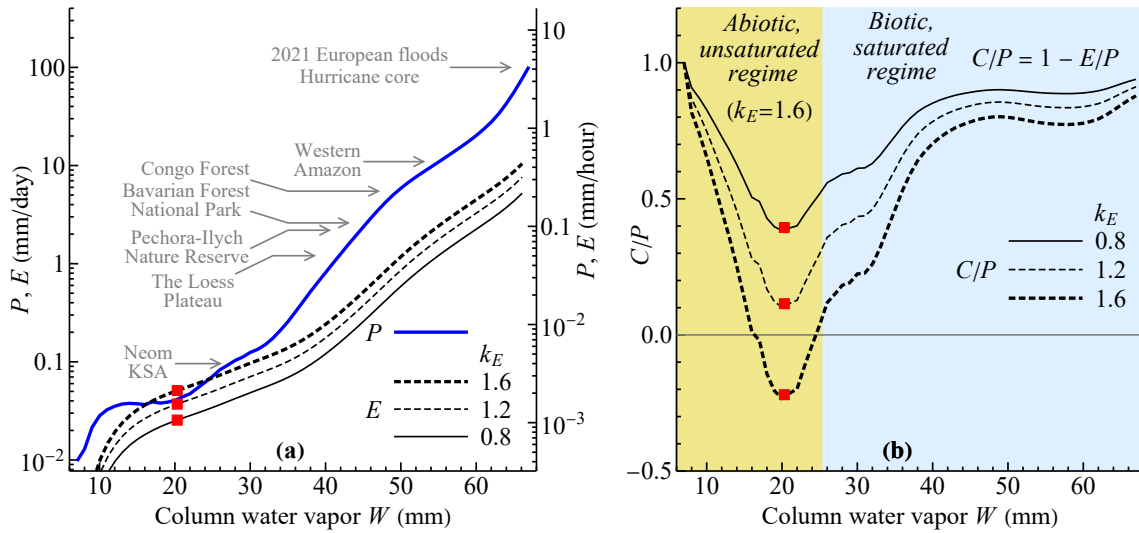 P, E (mm/day)
100
10
1
0.1
10⁻²
2021 European floods
Hurricane core
Western
Amazon
Congo Forest
Bavarian Forest
National Park
Pechora-Ilych
Nature Reserve
The Loess
Plateau
Neom
KSA
P
k_E
1.6
E
1.2
0.8
(a)
10
20
30
40
50
60
Column water vapor W (mm)
10
1
0.1
10⁻²
10⁻³
P, E (mm/hour)
C/P
1.0
0.5
0.0
−0.5
Abiotic,
unsaturated
regime
(k_E=1.6)
Biotic,
saturated
regime
C/P = 1 − E/P
k_E
0.8
C/P
1.2
1.6
(b)
10
20
30
40
50
60
Column water vapor W (mm)